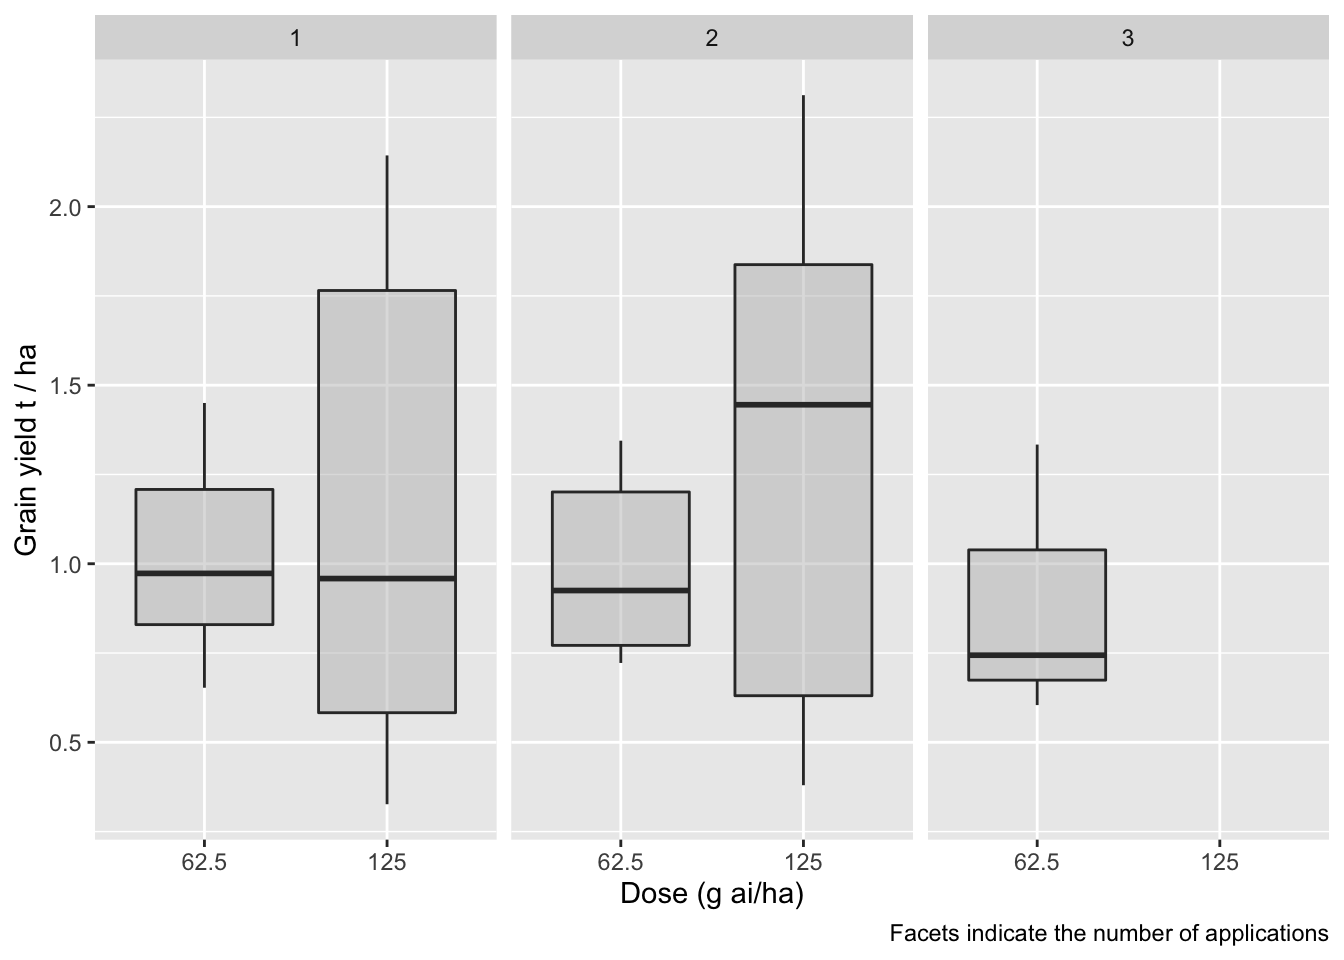 1 2 3
Grain yield t / ha
2.0
1.5
1.0
0.5
62.5 125 62.5 125 62.5 125
Dose (g ai/ha)
Facets indicate the number of applications